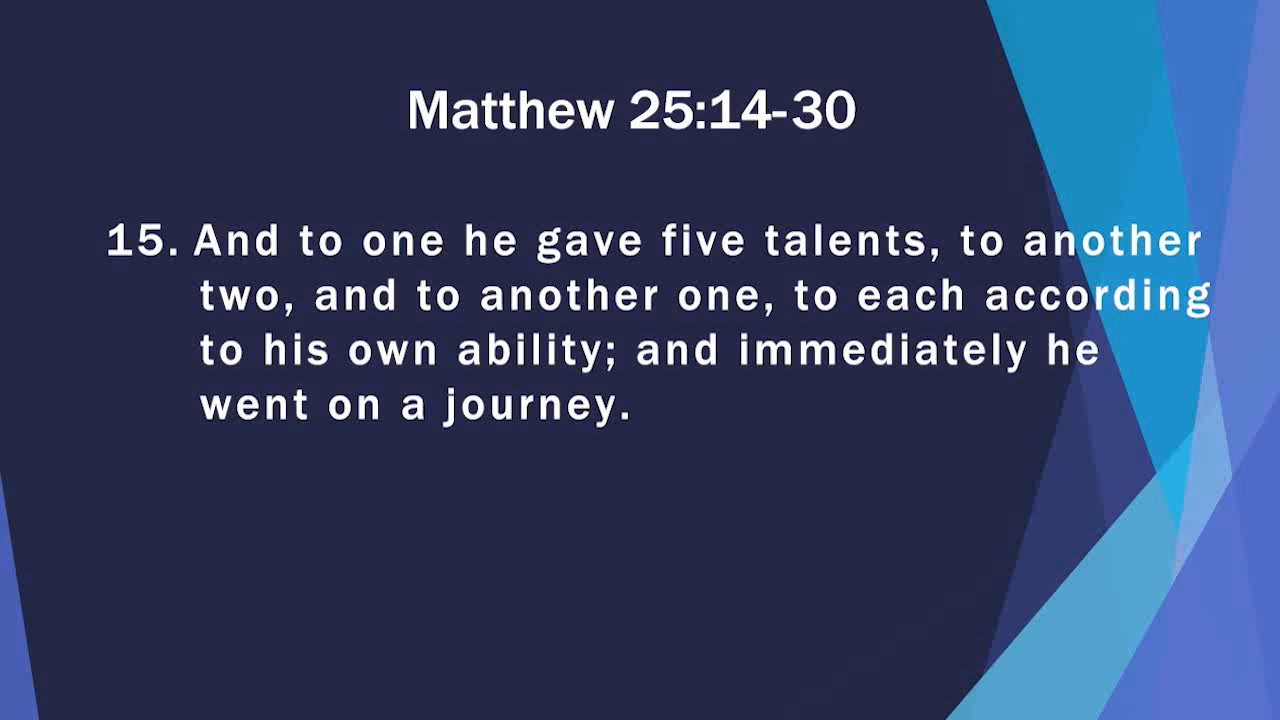 Matthew 25:14-30
15. And to one he gave five talents, to another
two, and to another one, to each according
to his own ability; and immediately he
went on a journey.